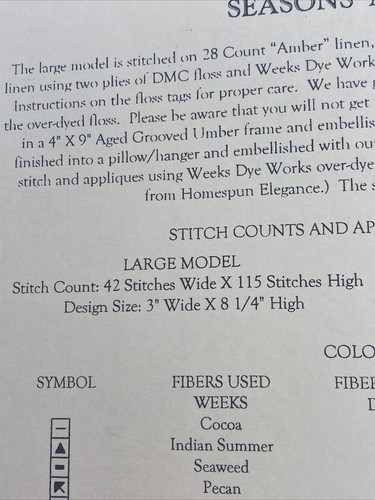 SEASONS
The large model is stitched on 28 Count "Amber" linen,
linen using two plies of DMC floss and Weeks Dye Work
Instructions on the floss tags for proper care. We have
the over-dyed floss. Please be aware that you will not get
in a 4" X 9" Aged Grooved Umber frame and embellis
finished into a pillow/hanger and embellished with ou
stitch and appliques using Weeks Dye Works over-dye
from Homespun Elegance.) The
STITCH COUNTS AND AP
LARGE MODEL
Stitch Count: 42 Stitches Wide X 115 Stitches High
Design Size: 3" Wide X 8 1/4" High
COLO
SYMBOL FIBERS USED FIBE
WEEKS D
Cocoa
Indian Summer
Seaweed
Pecan